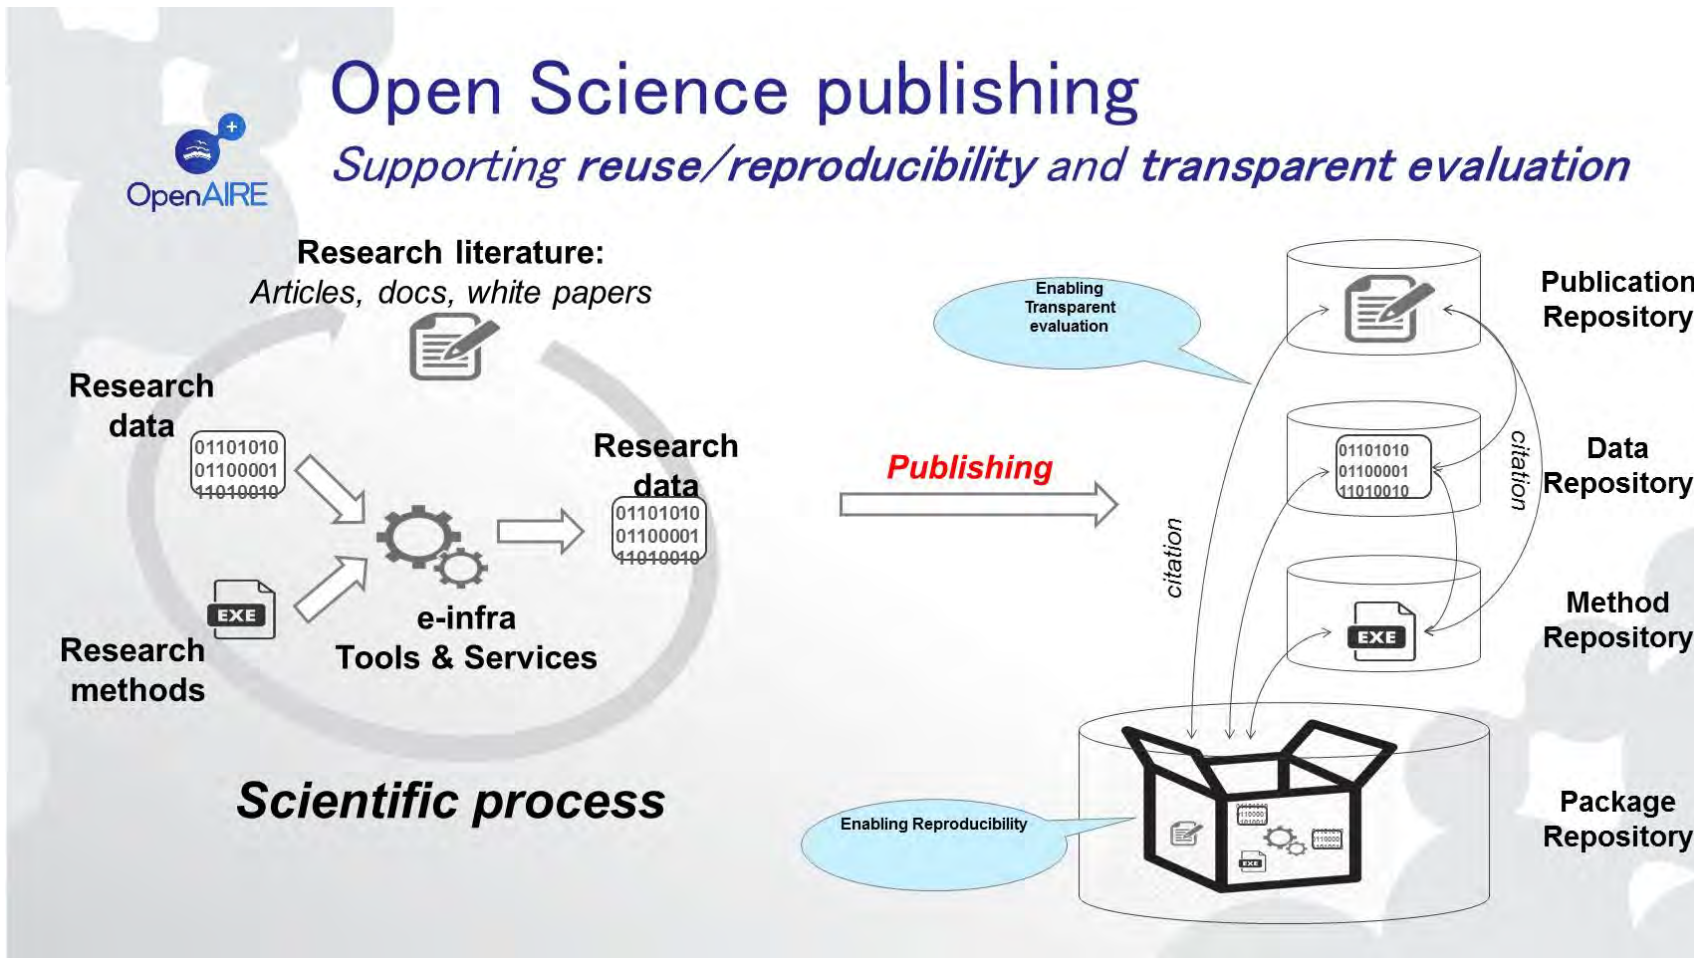 Open Science publishing
Supporting reuse/reproducibility and transparent evaluation
OpenAIRE
Research literature:
Articles, docs, white papers
Research
data
01101010
01100001
11010010
Research
methods
EXE
e-infra
Tools & Services
Research
data
01101010
01100001
11010010
Scientific process
Publishing
Enabling
Transparent
evaluation
citation
citation
Publication
Repository
01101010
01100001
11010010
Data
Repository
EXE
Method
Repository
Enabling Reproducibility
EXE
Package
Repository